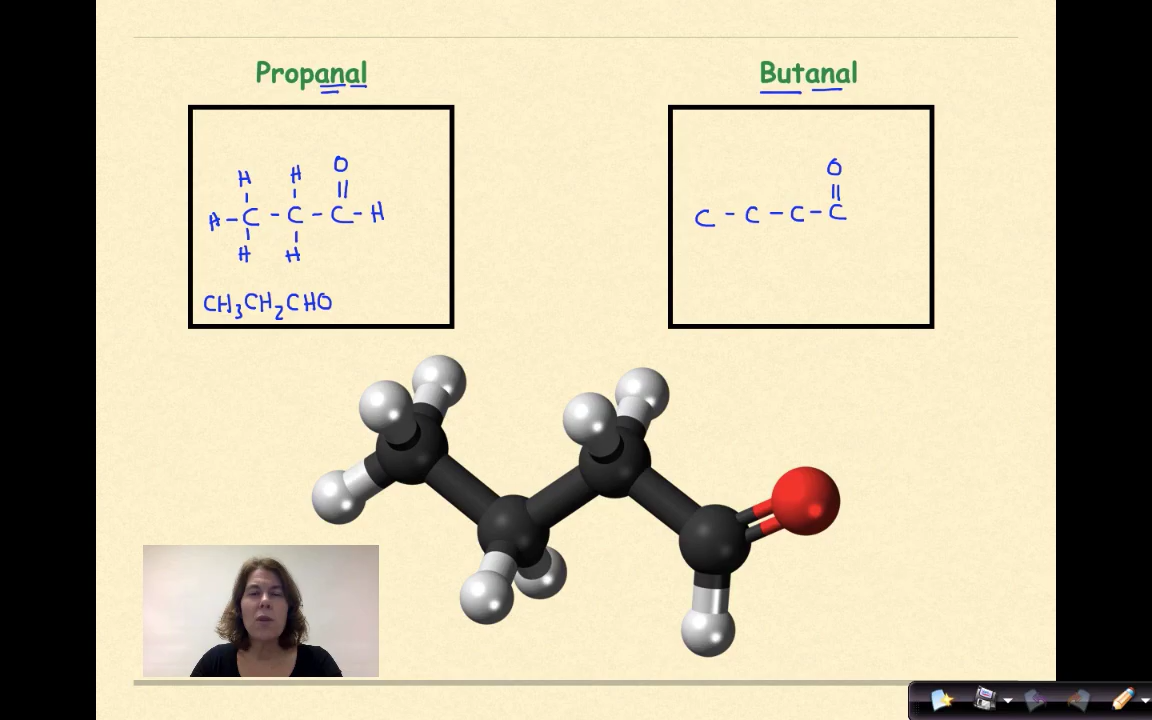 Propanal
Butanal
O
H H ||
| | 
H - C - C - C - H
| |
H H
CH₃CH₂CHO
O
||
C - C - C - C